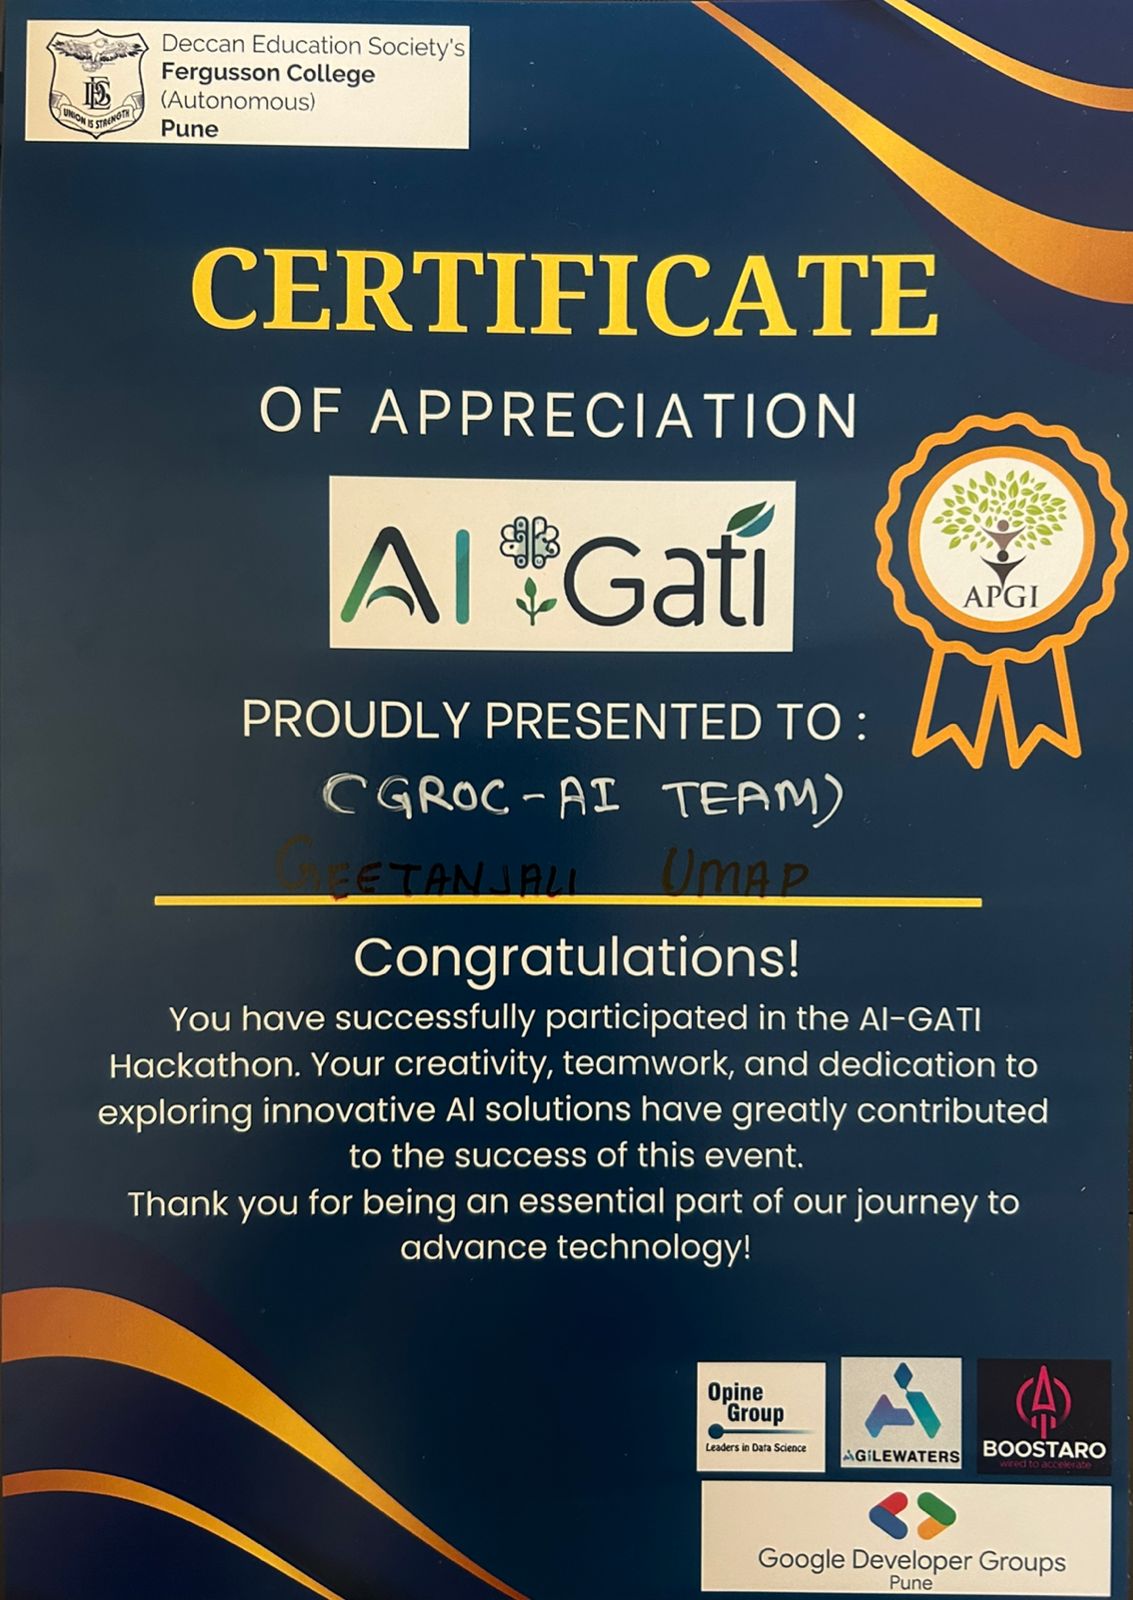 Deccan Education Society's
Fergusson College
(Autonomous)
Pune
UNION IS STRENGTH
CERTIFICATE
OF APPRECIATION
AI Gati
APGI
PROUDLY PRESENTED TO :
(GROC-AI TEAM)
GEETANJALI UMAP
Congratulations!
You have successfully participated in the AI-GATI
Hackathon. Your creativity, teamwork, and dedication to
exploring innovative AI solutions have greatly contributed
to the success of this event.
Thank you for being an essential part of our journey to
advance technology!
Opine
Group
Leaders in Data Science
AGiLEWATERS
BOOSTARO
wired to accelerate
Google Developer Groups
Pune